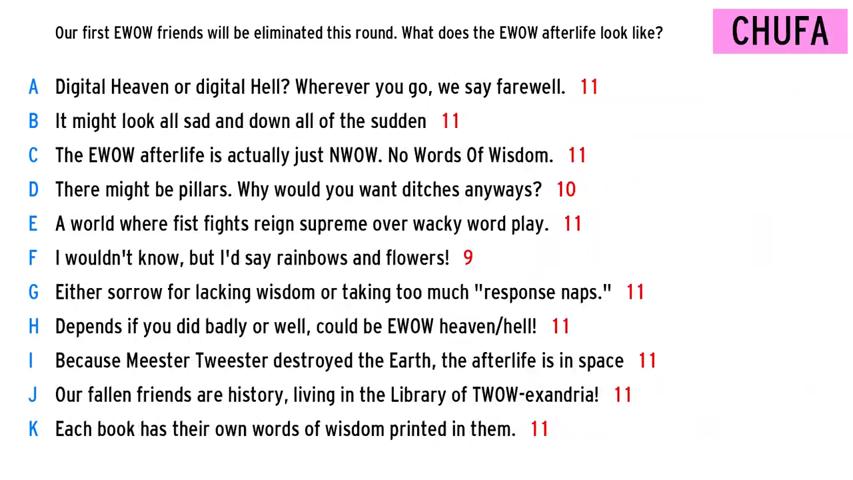 Our first EWOW friends will be eliminated this round. What does the EWOW afterlife look like?
CHUFA
A Digital Heaven or digital Hell? Wherever you go, we say farewell. 11
B It might look all sad and down all of the sudden 11
C The EWOW afterlife is actually just NWOW. No Words Of Wisdom. 11
D There might be pillars. Why would you want ditches anyways? 10
E A world where fist fights reign supreme over wacky word play. 11
F I wouldn't know, but I'd say rainbows and flowers! 9
G Either sorrow for lacking wisdom or taking too much "response naps." 11
H Depends if you did badly or well, could be EWOW heaven/hell! 11
I Because Meester Tweester destroyed the Earth, the afterlife is in space 11
J Our fallen friends are history, living in the Library of TWOW-exandria! 11
K Each book has their own words of wisdom printed in them. 11